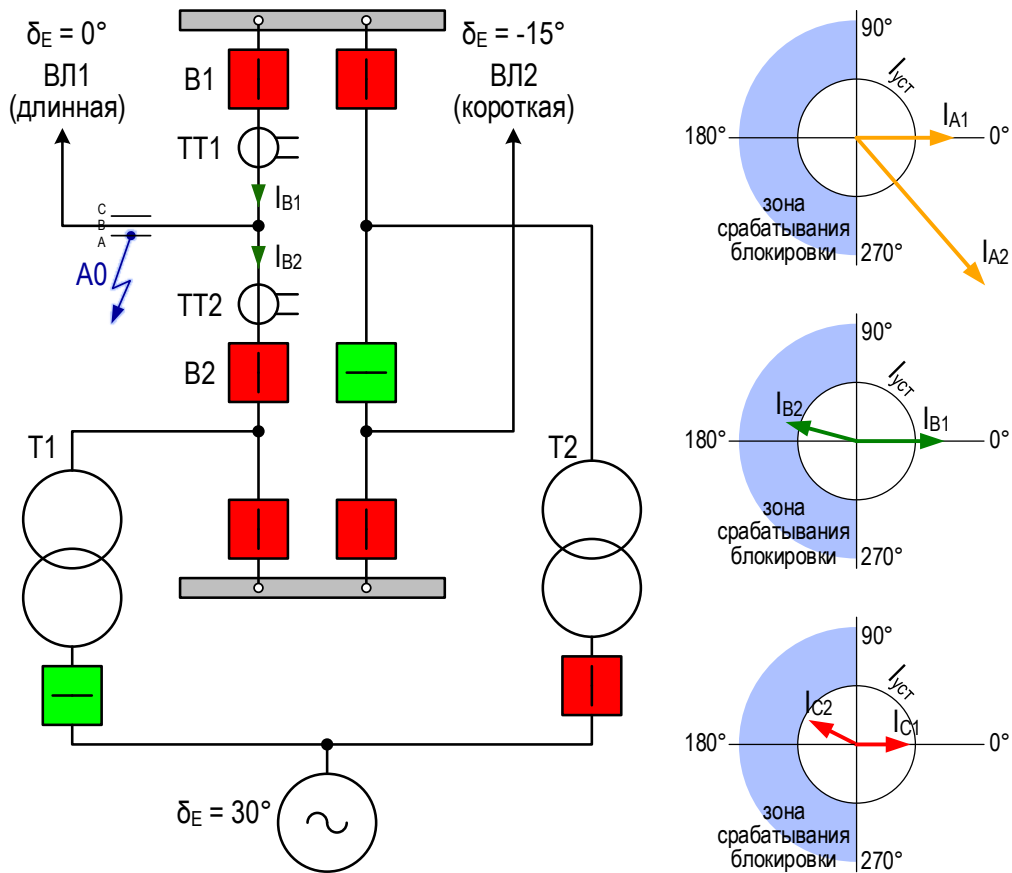 δE = 0°
ВЛ1
(длинная)
В1
ТТ1
IB1
C
B
A
A0
IB2
ТТ2
В2
δE = -15°
ВЛ2
(короткая)
Т1
Т2
δE = 30°
90°
Iуст
IA1
180°
0°
зона
срабатывания
блокировки
270°
IA2
90°
Iуст
IB2
IB1
180°
0°
зона
срабатывания
блокировки
270°
90°
Iуст
IC2
IC1
180°
0°
зона
срабатывания
блокировки
270°